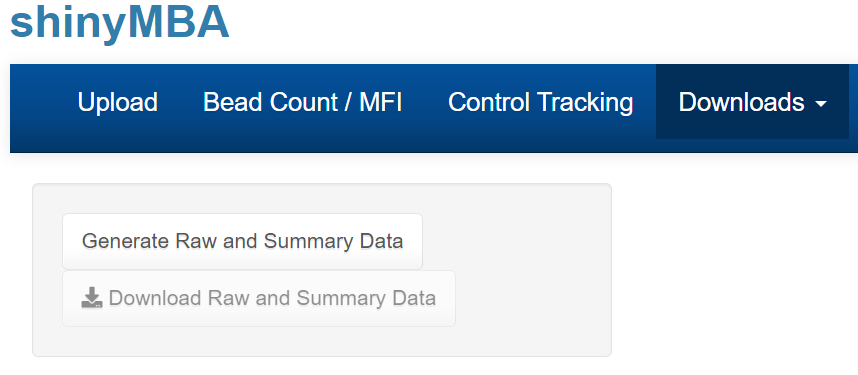 shinyMBA
Upload Bead Count / MFI Control Tracking Downloads
Generate Raw and Summary Data
Download Raw and Summary Data